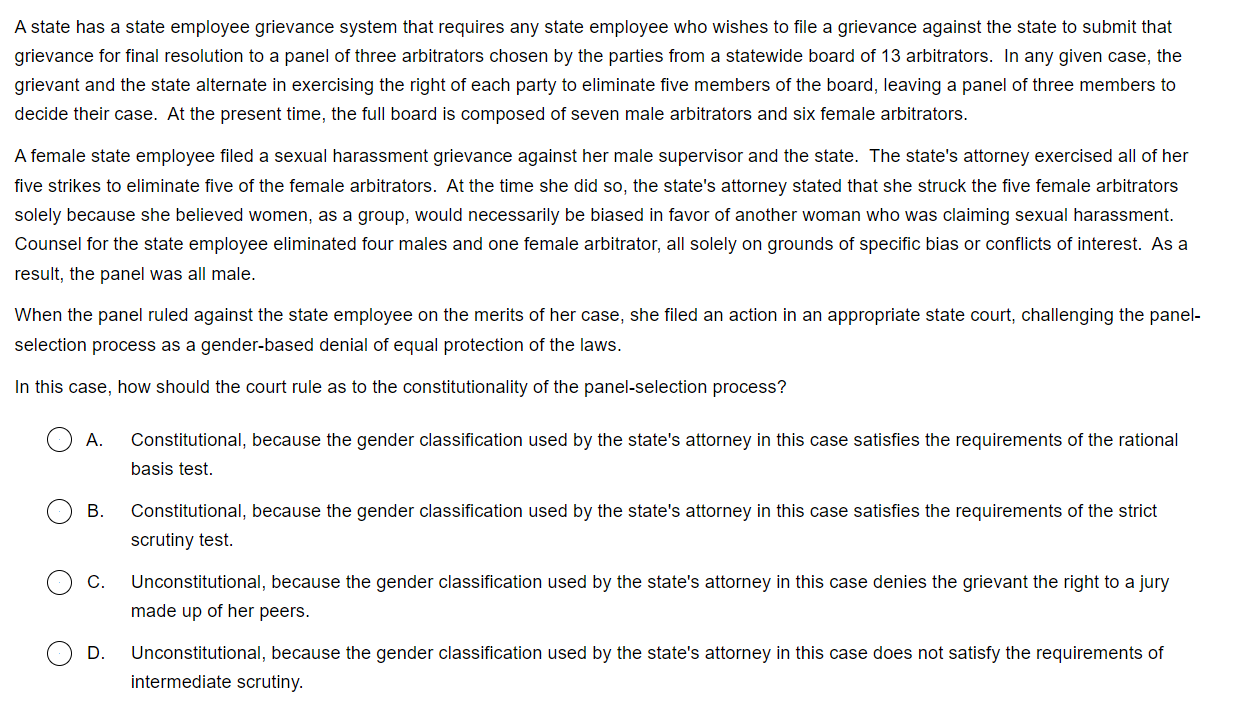 A state has a state employee grievance system that requires any state employee who wishes to file a grievance against the state to submit that
grievance for final resolution to a panel of three arbitrators chosen by the parties from a statewide board of 13 arbitrators.  In any given case, the
grievant and the state alternate in exercising the right of each party to eliminate five members of the board, leaving a panel of three members to
decide their case.  At the present time, the full board is composed of seven male arbitrators and six female arbitrators.
A female state employee filed a sexual harassment grievance against her male supervisor and the state.  The state's attorney exercised all of her
five strikes to eliminate five of the female arbitrators.  At the time she did so, the state's attorney stated that she struck the five female arbitrators
solely because she believed women, as a group, would necessarily be biased in favor of another woman who was claiming sexual harassment.
Counsel for the state employee eliminated four males and one female arbitrator, all solely on grounds of specific bias or conflicts of interest.  As a
result, the panel was all male.
When the panel ruled against the state employee on the merits of her case, she filed an action in an appropriate state court, challenging the panel-
selection process as a gender-based denial of equal protection of the laws.
In this case, how should the court rule as to the constitutionality of the panel-selection process?
A. Constitutional, because the gender classification used by the state's attorney in this case satisfies the requirements of the rational
basis test.
B. Constitutional, because the gender classification used by the state's attorney in this case satisfies the requirements of the strict
scrutiny test.
C. Unconstitutional, because the gender classification used by the state's attorney in this case denies the grievant the right to a jury
made up of her peers.
D. Unconstitutional, because the gender classification used by the state's attorney in this case does not satisfy the requirements of
intermediate scrutiny.